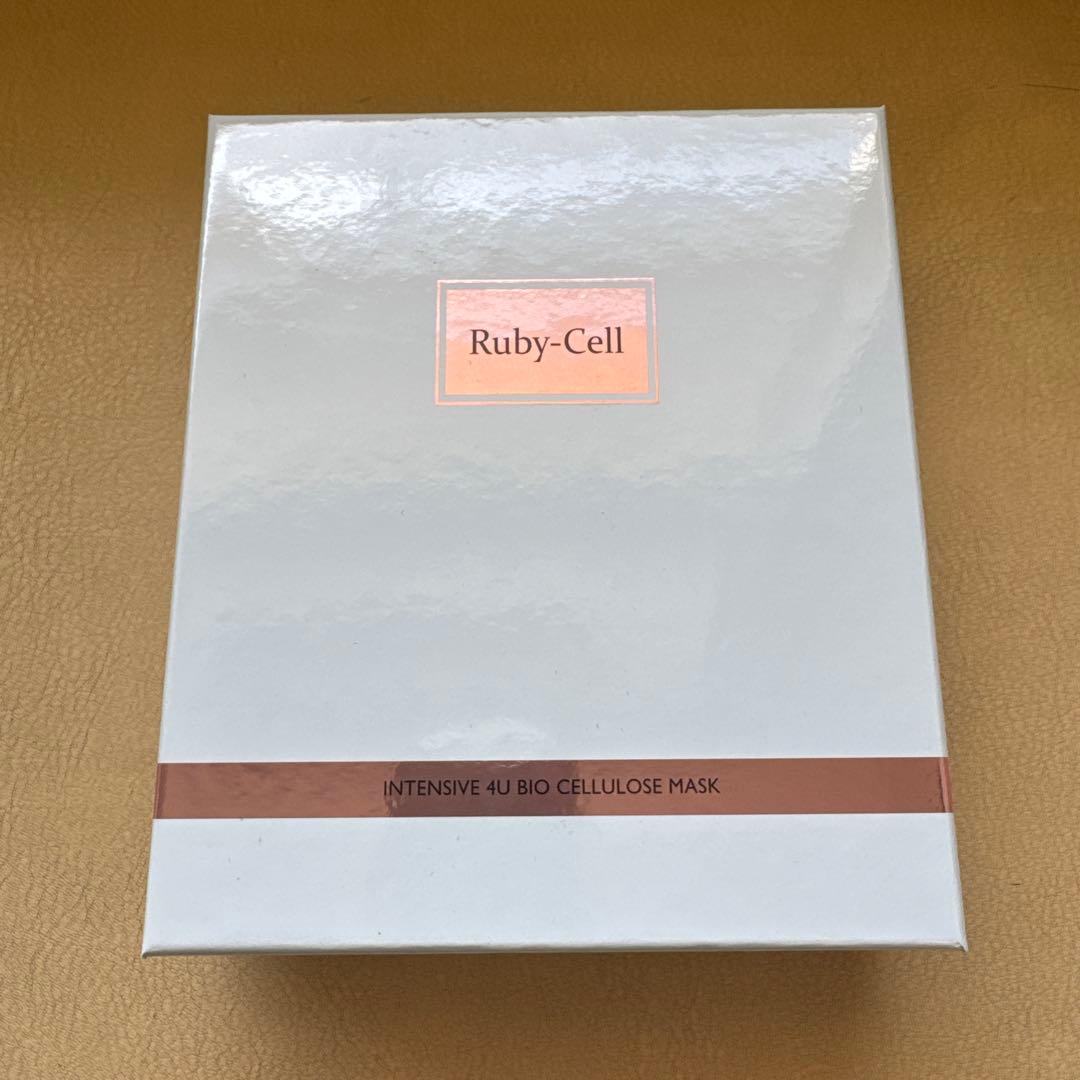 Ruby-Cell
INTENSIVE 4U BIO CELLULOSE MASK